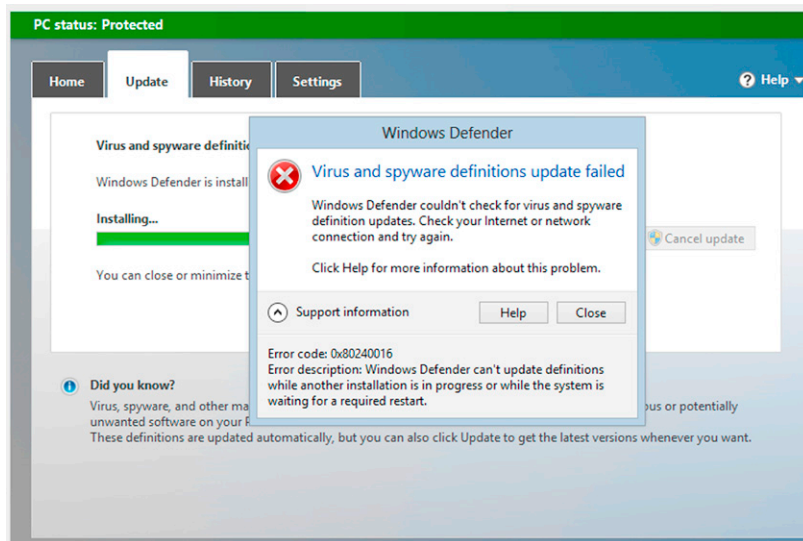 PC status: Protected
Home
Update
History
Settings
Help
Virus and spyware
Windows Defender is
Installing...
Cancel update
You can close or minimize
Windows Defender
Virus and spyware definitions update failed
Windows Defender couldn't check for virus and spyware
definition updates. Check your Internet or network
connection and try again.
Click Help for more information about this problem.
Support information
Help
Close
Error code: 0x80240016
Error description: Windows Defender can't update definitions
while another installation is in progress or while the system is
waiting for a required restart.
Did you know?
Virus, spyware, and other
or potentially
unwanted software on your
These definitions are updated automatically, but you can also click Update to get the latest versions whenever you want.